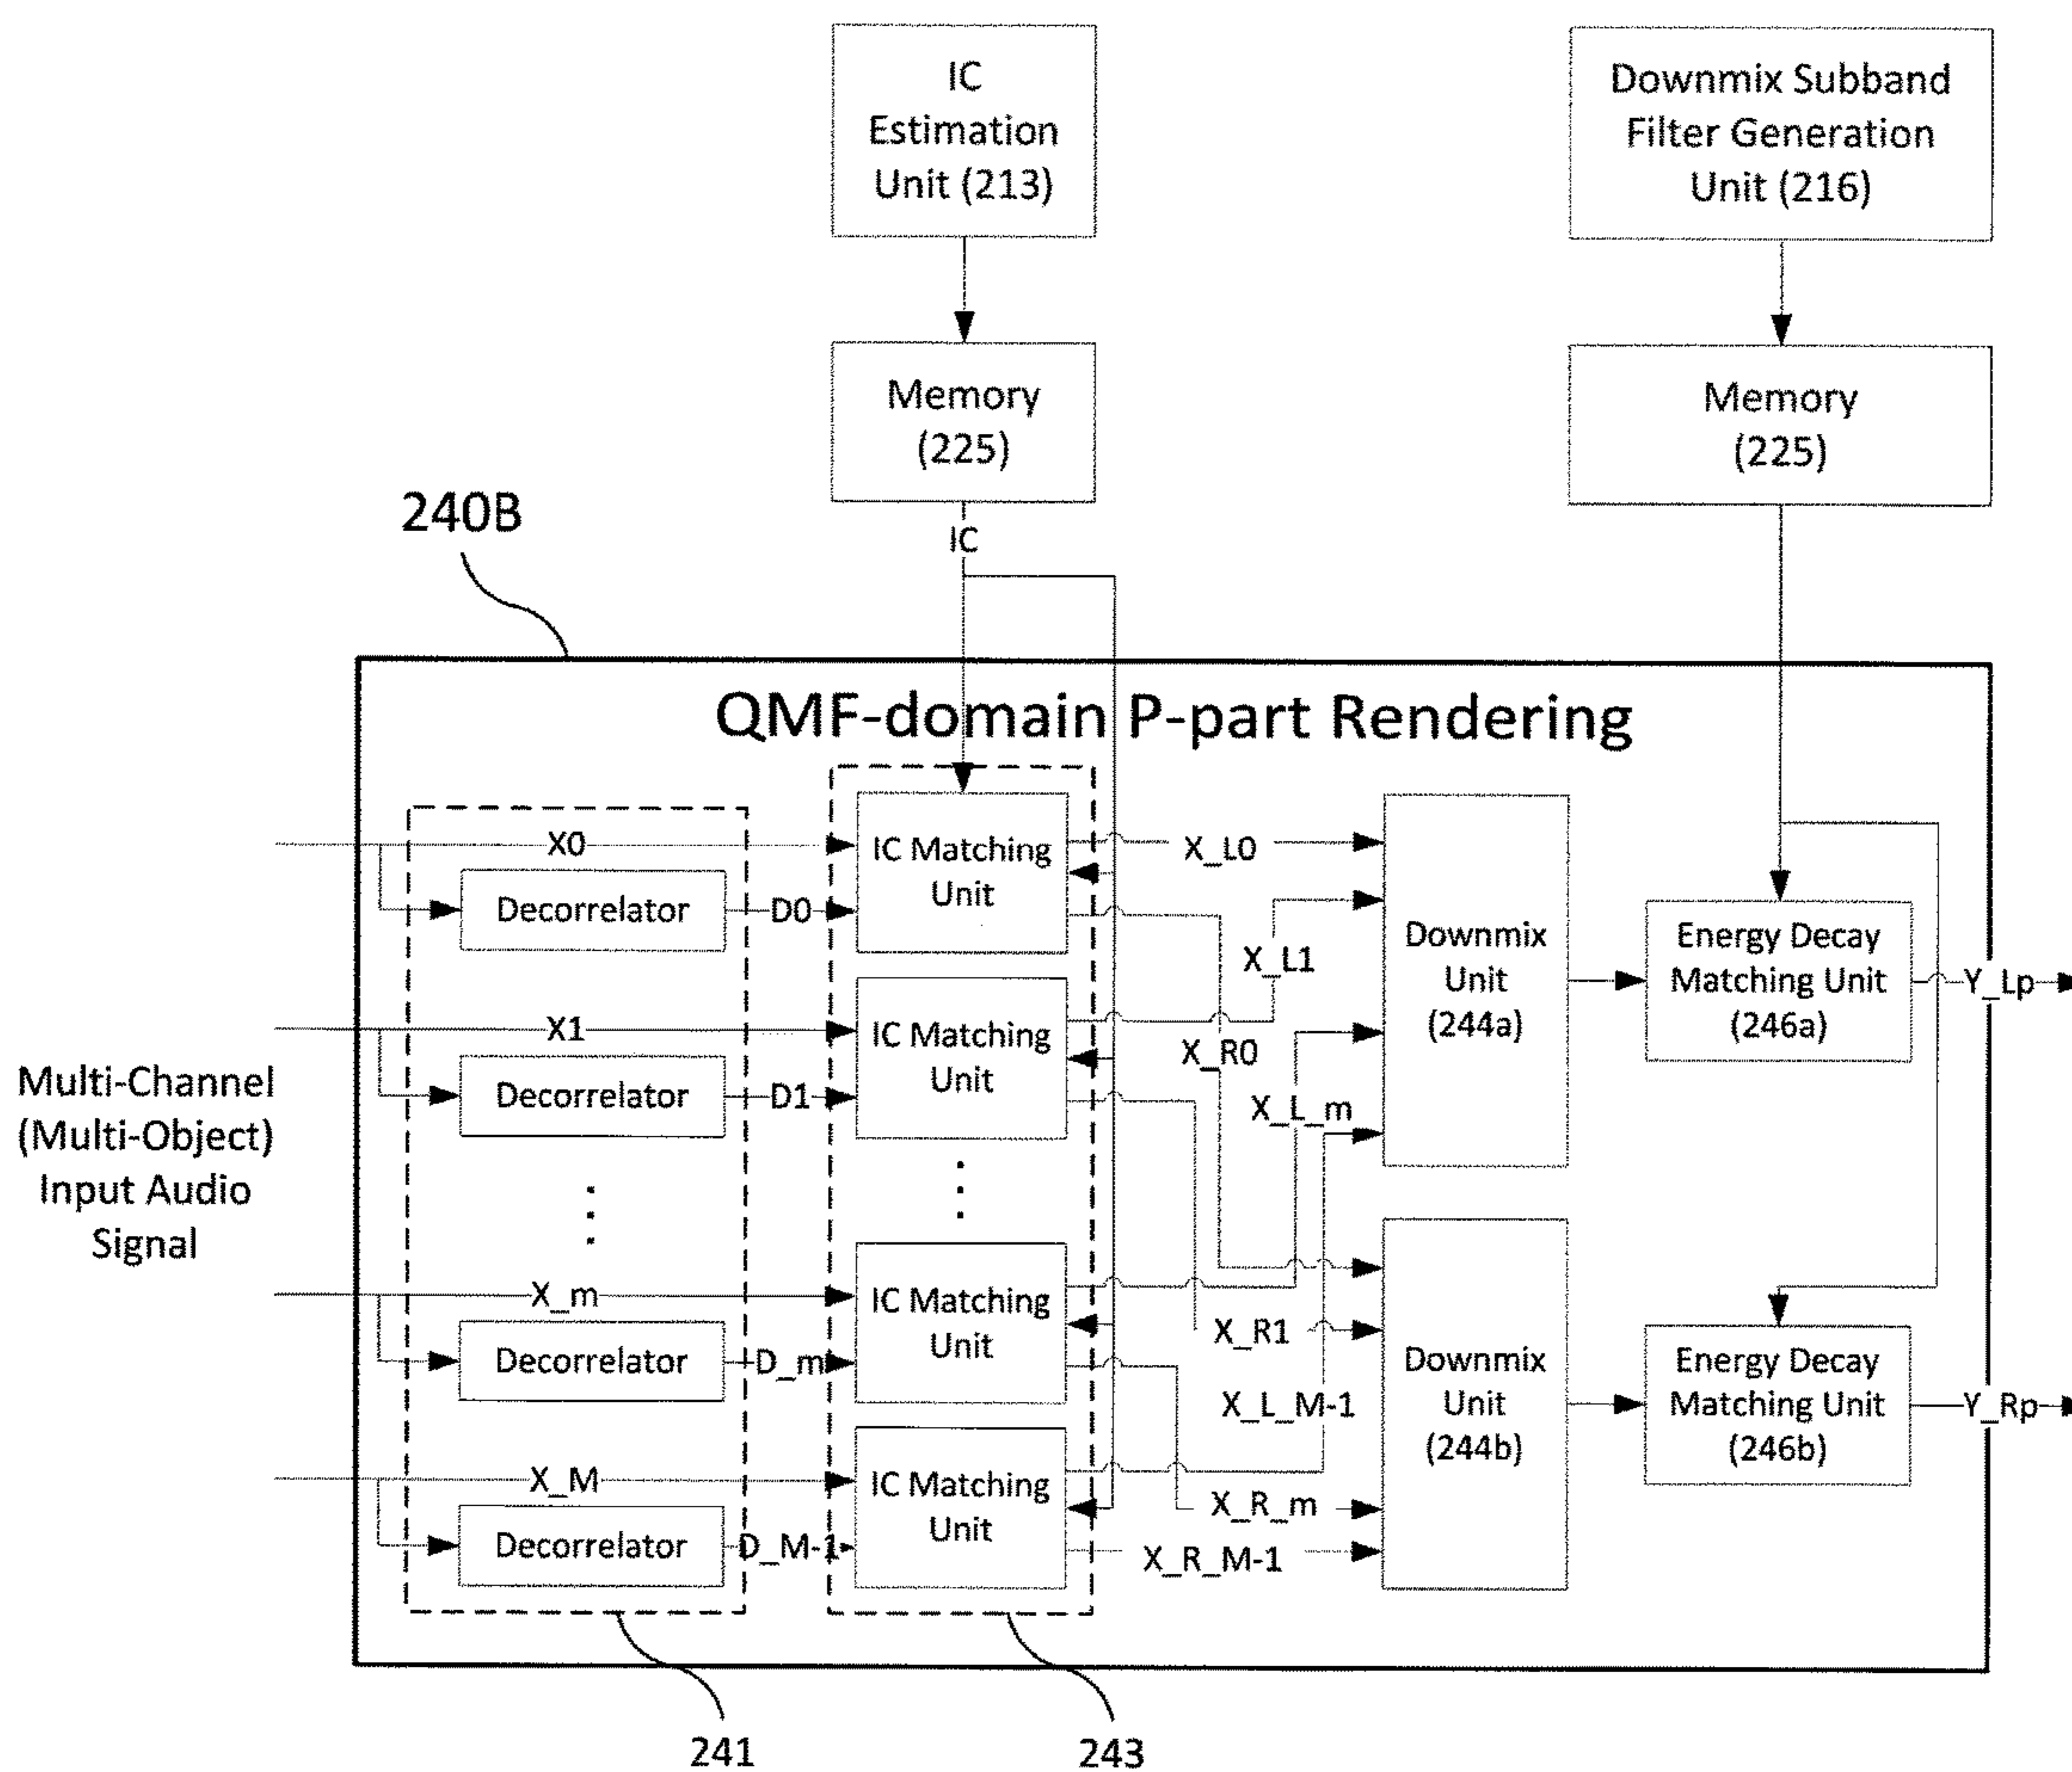 IC
Estimation
Unit (213)
Downmix Subband
Filter Generation
Unit (216)
Memory
(225)
Memory
(225)
240B
IC
QMF-domain P-part Rendering
Multi-Channel
(Multi-Object)
Input Audio
Signal
X0
Decorrelator
D0
IC Matching
Unit
X1
Decorrelator
D1
IC Matching
Unit
X_m
Decorrelator
D_m
IC Matching
Unit
X_M
Decorrelator
D_M-1
IC Matching
Unit
X_L0
X_L1
X_R0
X_L_m
X_R1
X_L_M-1
X_R_m
X_R_M-1
Downmix
Unit
(244a)
Energy Decay
Matching Unit
(246a)
Y_Lp
Downmix
Unit
(244b)
Energy Decay
Matching Unit
(246b)
Y_Rp
241
243